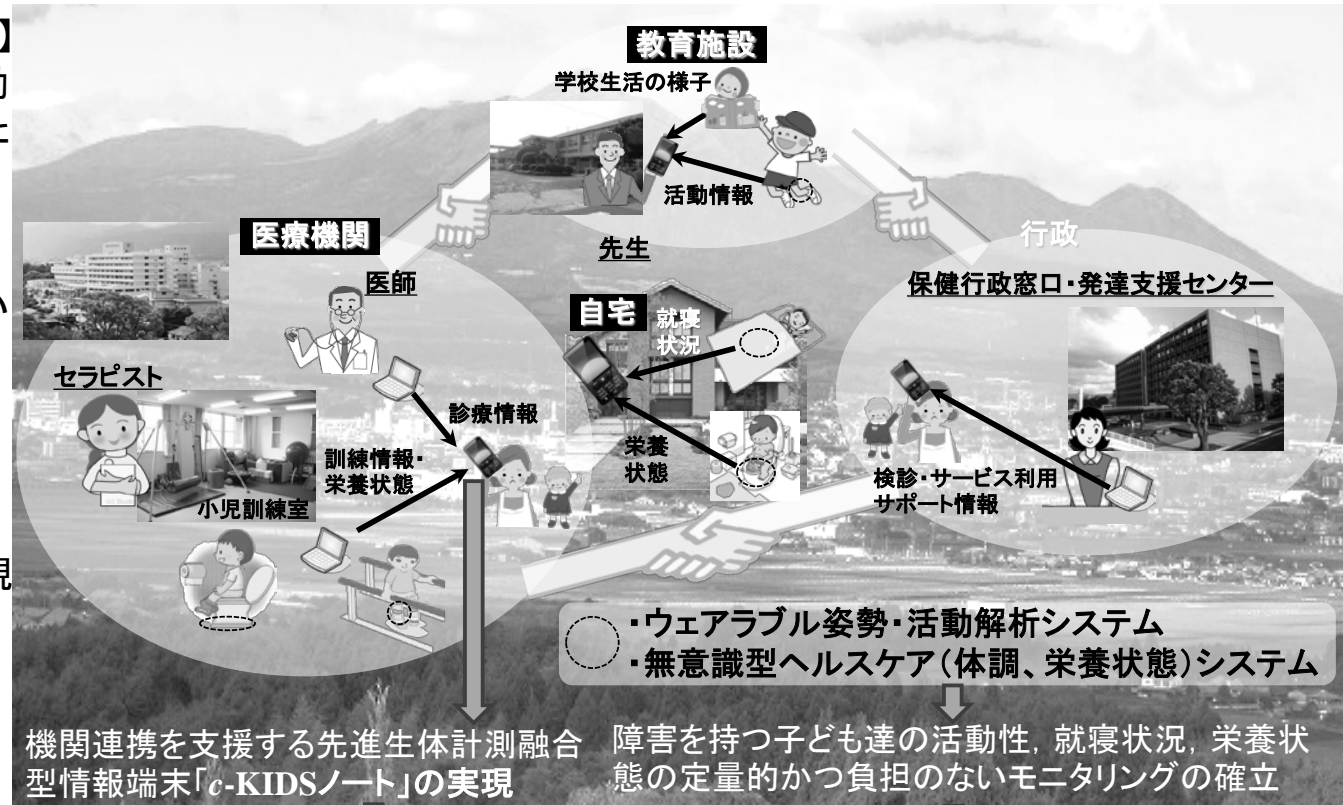 】
教育施設
学校生活の様子
活動情報
先生
医療機関
医師
セラピスト
診療情報
訓練情報・
栄養状態
小児訓練室
自宅
就寝
状況
栄養
状態
行政
保健行政窓口・発達支援センター
検診・サービス利用
サポート情報
・ウェアラブル姿勢・活動解析システム
・無意識型ヘルスケア（体調、栄養状態）システム
機関連携を支援する先進生体計測融合
型情報端末「c-KIDSノート」の実現
障害を持つ子ども達の活動性，就寝状況，栄養状
態の定量的かつ負担のないモニタリングの確立